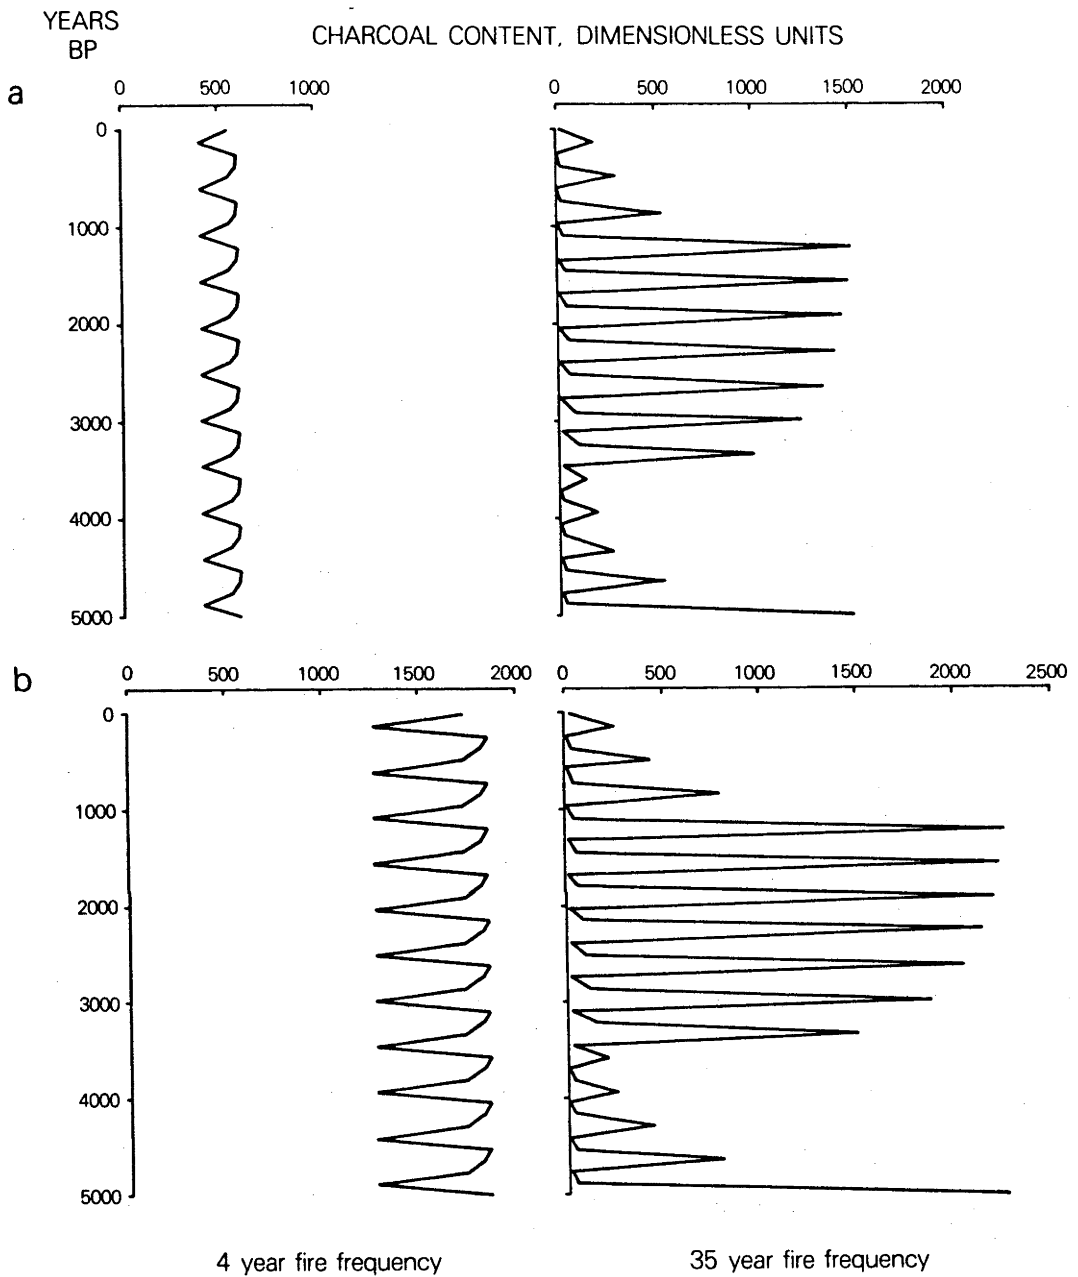 YEARS
BP
CHARCOAL CONTENT, DIMENSIONLESS UNITS
a
0 500 1000
0 500 1000 1500 2000
0
1000
2000
3000
4000
5000
b
0 500 1000 1500 2000
0 500 1000 1500 2000 2500
0
1000
2000
3000
4000
5000
4 year fire frequency
35 year fire frequency